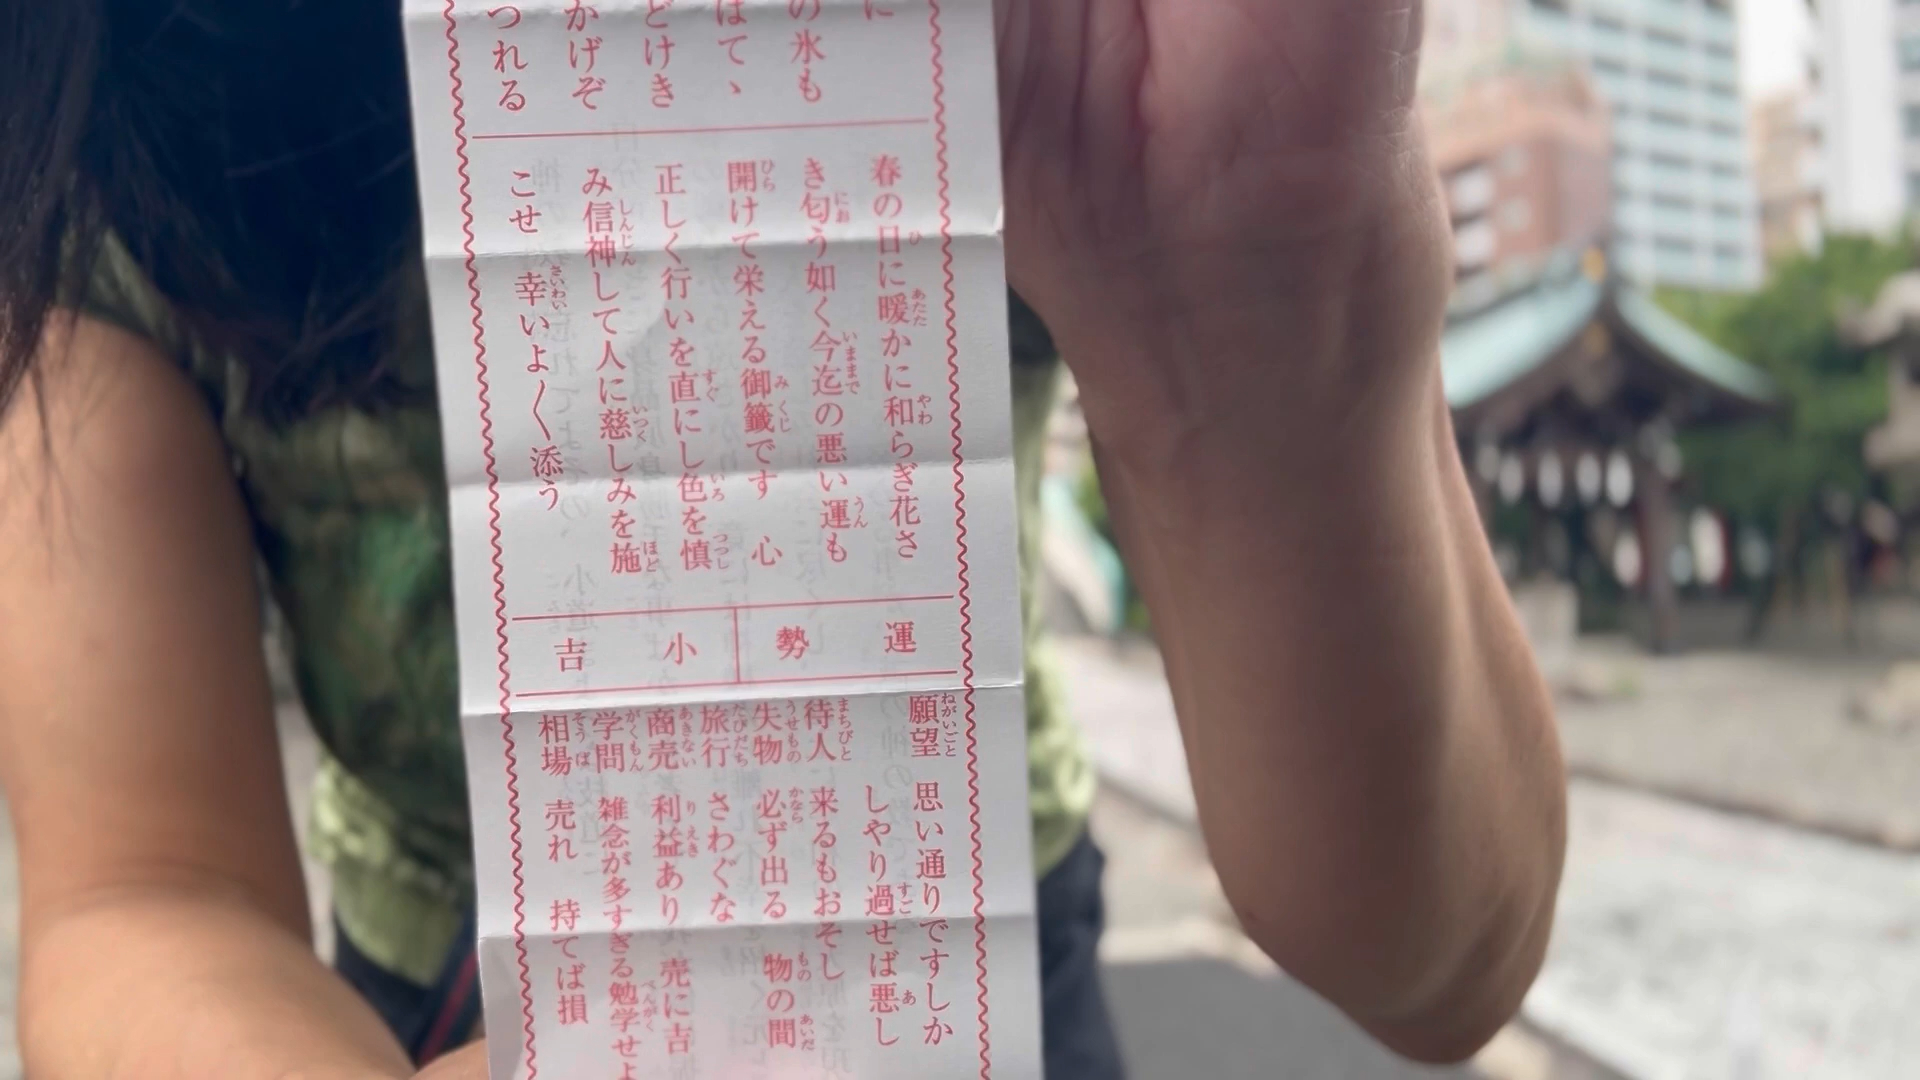 に
の氷も
はてゝ
どけき
かげぞ
つれる
春の日に暖かに和らぎ花さ
き匂う如く今迄の悪い運も
開けて栄える御籤です 心
正しく行いを直にし色を慎
み信神して人に慈しみを施
こせ 幸いよ〱添う
運勢 小吉
願望 思い通りですしか
しやり過せば悪し
待人 来るもおそし
失物 必ず出る 物の間
旅行 さわぐな
商売 利益あり 売に吉
学問 雑念が多すぎる勉学せよ
相場 売れ 持てば損